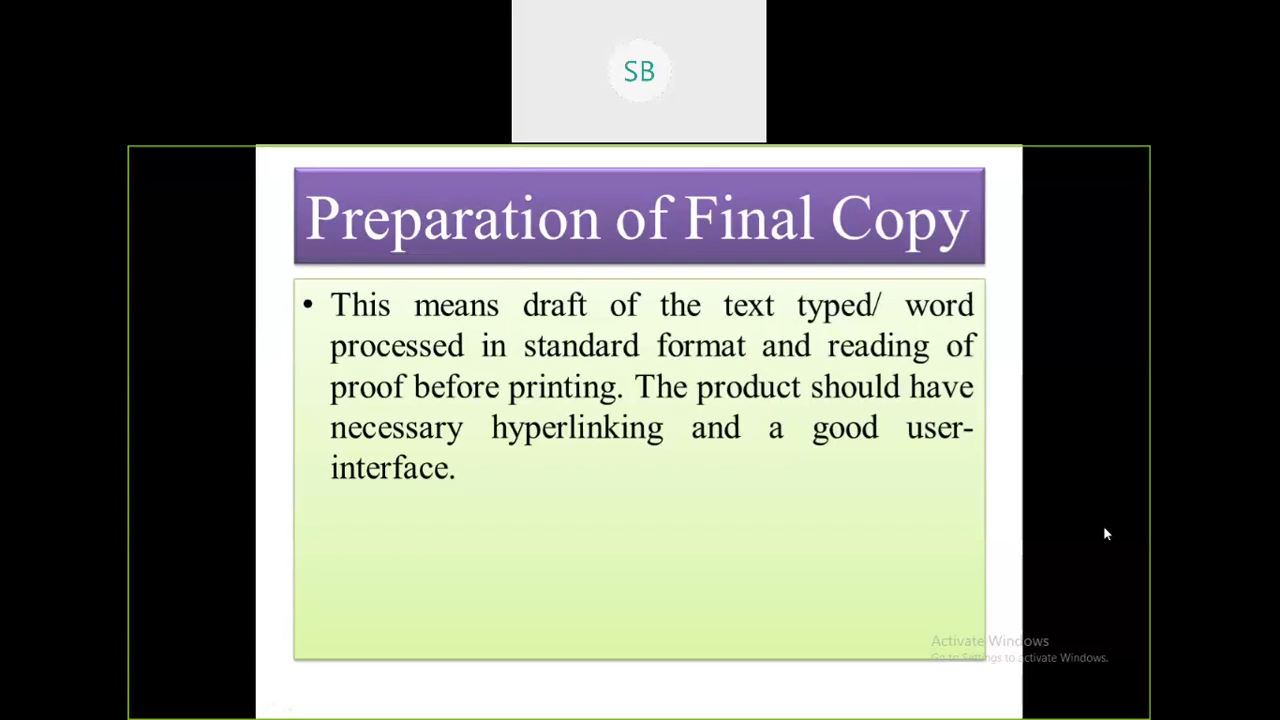 SB
Preparation of Final Copy
• This means draft of the text typed/ word
processed in standard format and reading of
proof before printing. The product should have
necessary hyperlinking and a good user-
interface.
Activate Windows
Go to Settings to activate Windows.